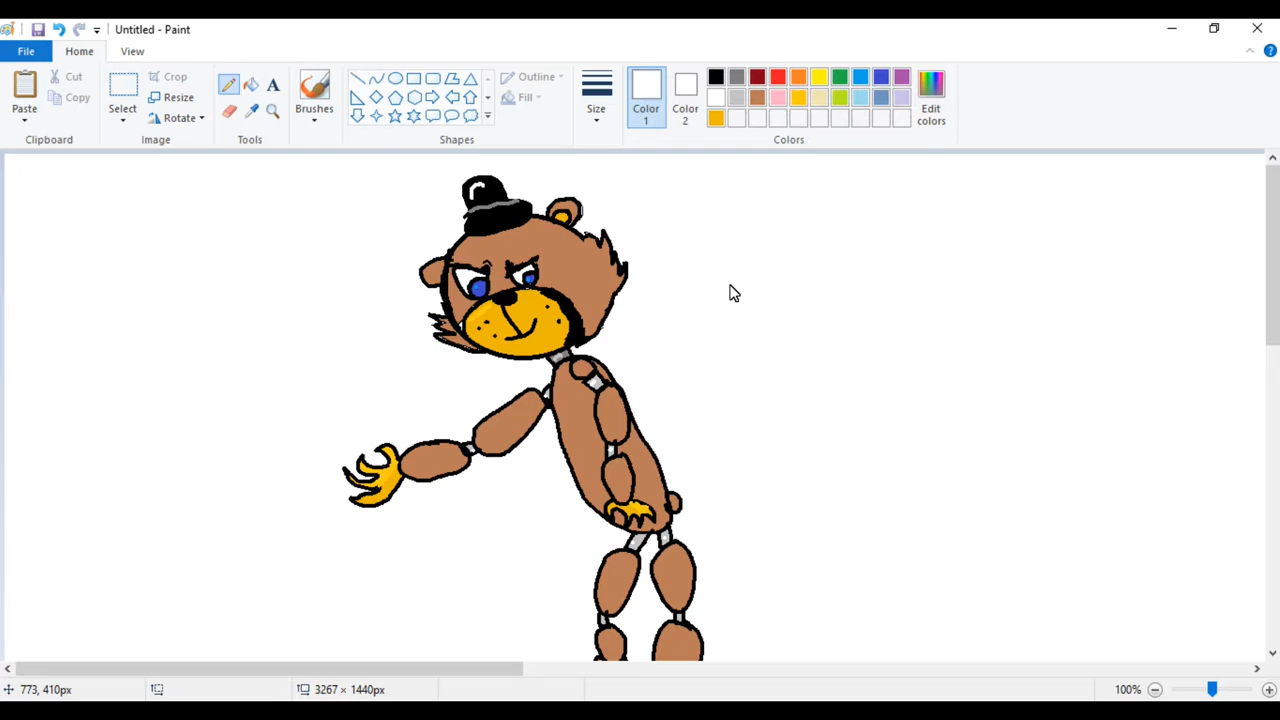 Untitled - Paint
File
Home
View
Paste
Cut
Copy
Clipboard
Select
Crop
Resize
Rotate
Image
A
Tools
Brushes
Shapes
Outline
Fill
Size
Color 1
Color 2
Edit colors
Colors
773, 410px
3267 × 1440px
100%